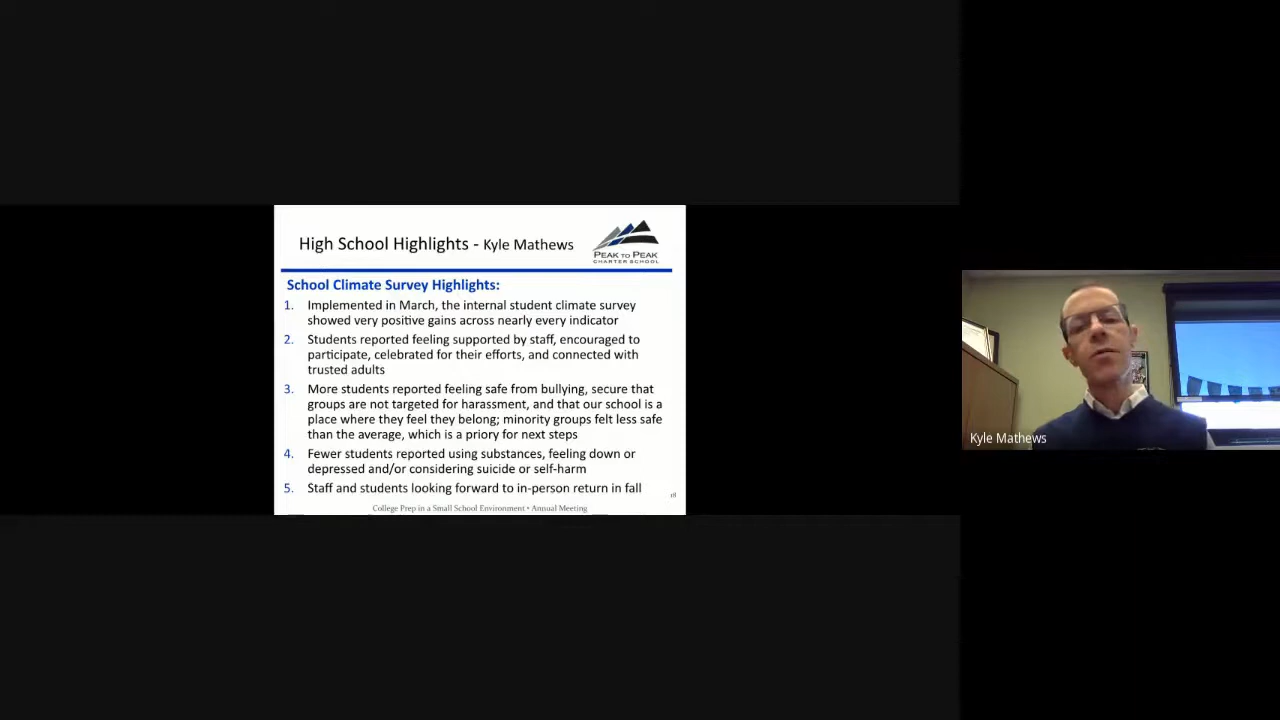 High School Highlights - Kyle Mathews
PEAK TO PEAK
CHARTER SCHOOL
School Climate Survey Highlights:
1. Implemented in March, the internal student climate survey
showed very positive gains across nearly every indicator
2. Students reported feeling supported by staff, encouraged to
participate, celebrated for their efforts, and connected with
trusted adults
3. More students reported feeling safe from bullying, secure that
groups are not targeted for harassment, and that our school is a
place where they feel they belong; minority groups felt less safe
than the average, which is a priory for next steps
4. Fewer students reported using substances, feeling down or
depressed and/or considering suicide or self-harm
5. Staff and students looking forward to in-person return in fall
College Prep in a Small School Environment • Annual Meeting
Kyle Mathews